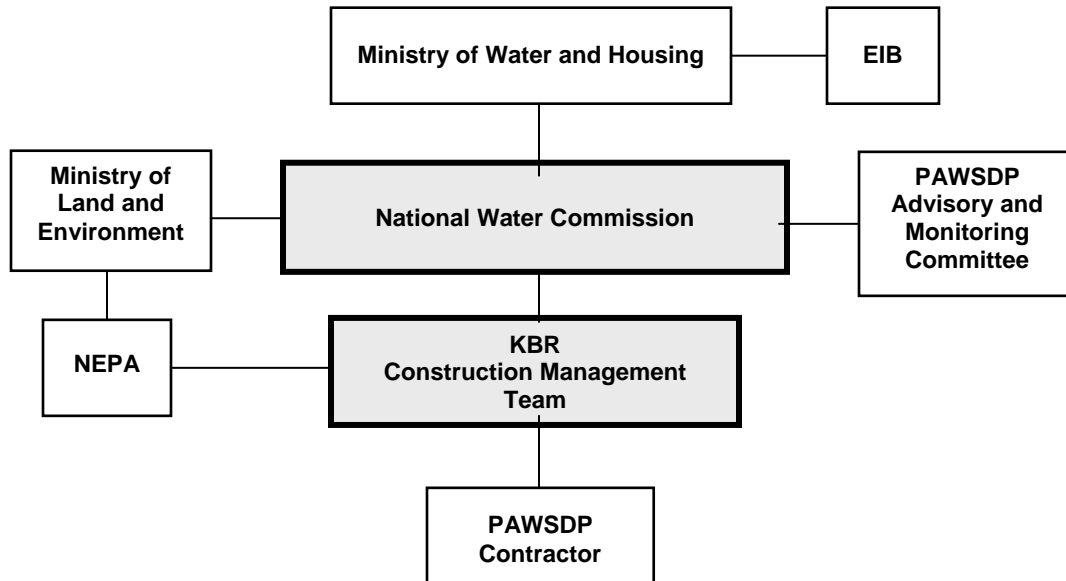 Ministry of Water and Housing
EIB
Ministry of
Land and
Environment
National Water Commission
PAWSDP
Advisory and
Monitoring
Committee
NEPA
KBR
Construction Management
Team
PAWSDP
Contractor